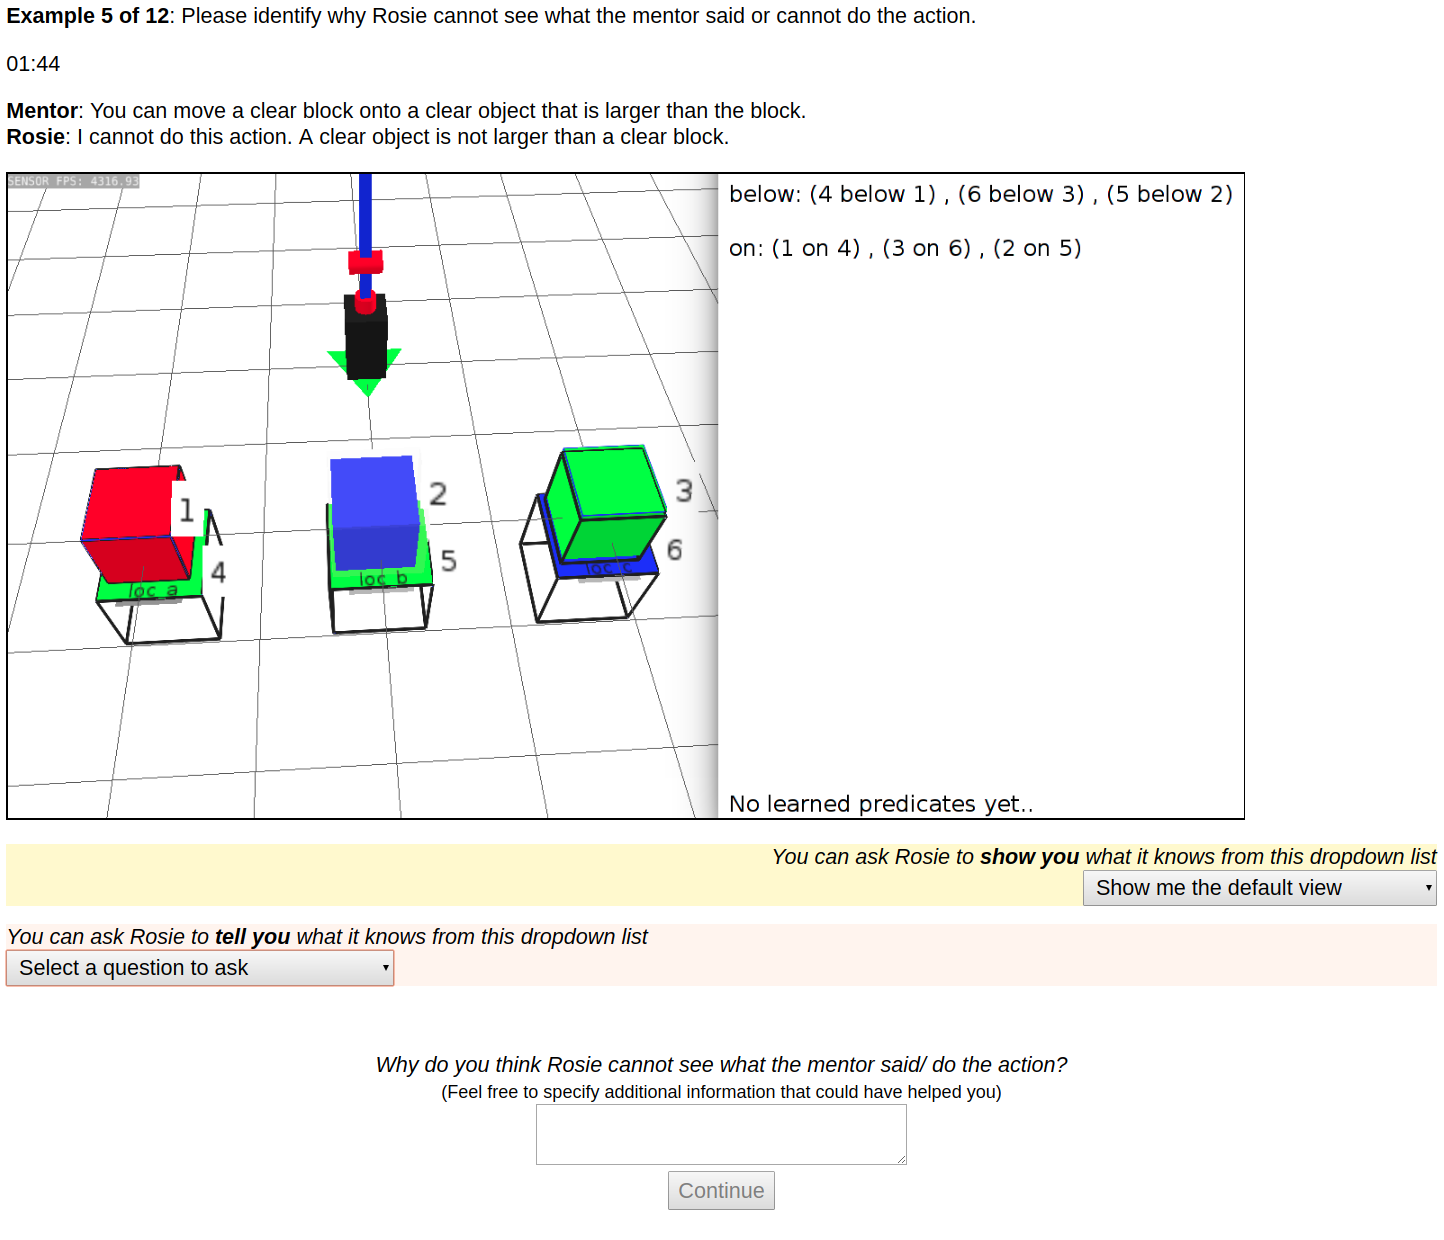 Example 5 of 12: Please identify why Rosie cannot see what the mentor said or cannot do the action.
01:44
Mentor: You can move a clear block onto a clear object that is larger than the block.
Rosie: I cannot do this action. A clear object is not larger than a clear block.
SENSOR FPS: 4316.93
below: (4 below 1) , (6 below 3) , (5 below 2)
on: (1 on 4) , (3 on 6) , (2 on 5)
1
2
3
4
5
6
loc_a
loc_b
loc_c
No learned predicates yet..
You can ask Rosie to show you what it knows from this dropdown list
Show me the default view
You can ask Rosie to tell you what it knows from this dropdown list
Select a question to ask
Why do you think Rosie cannot see what the mentor said/ do the action?
(Feel free to specify additional information that could have helped you)
Continue